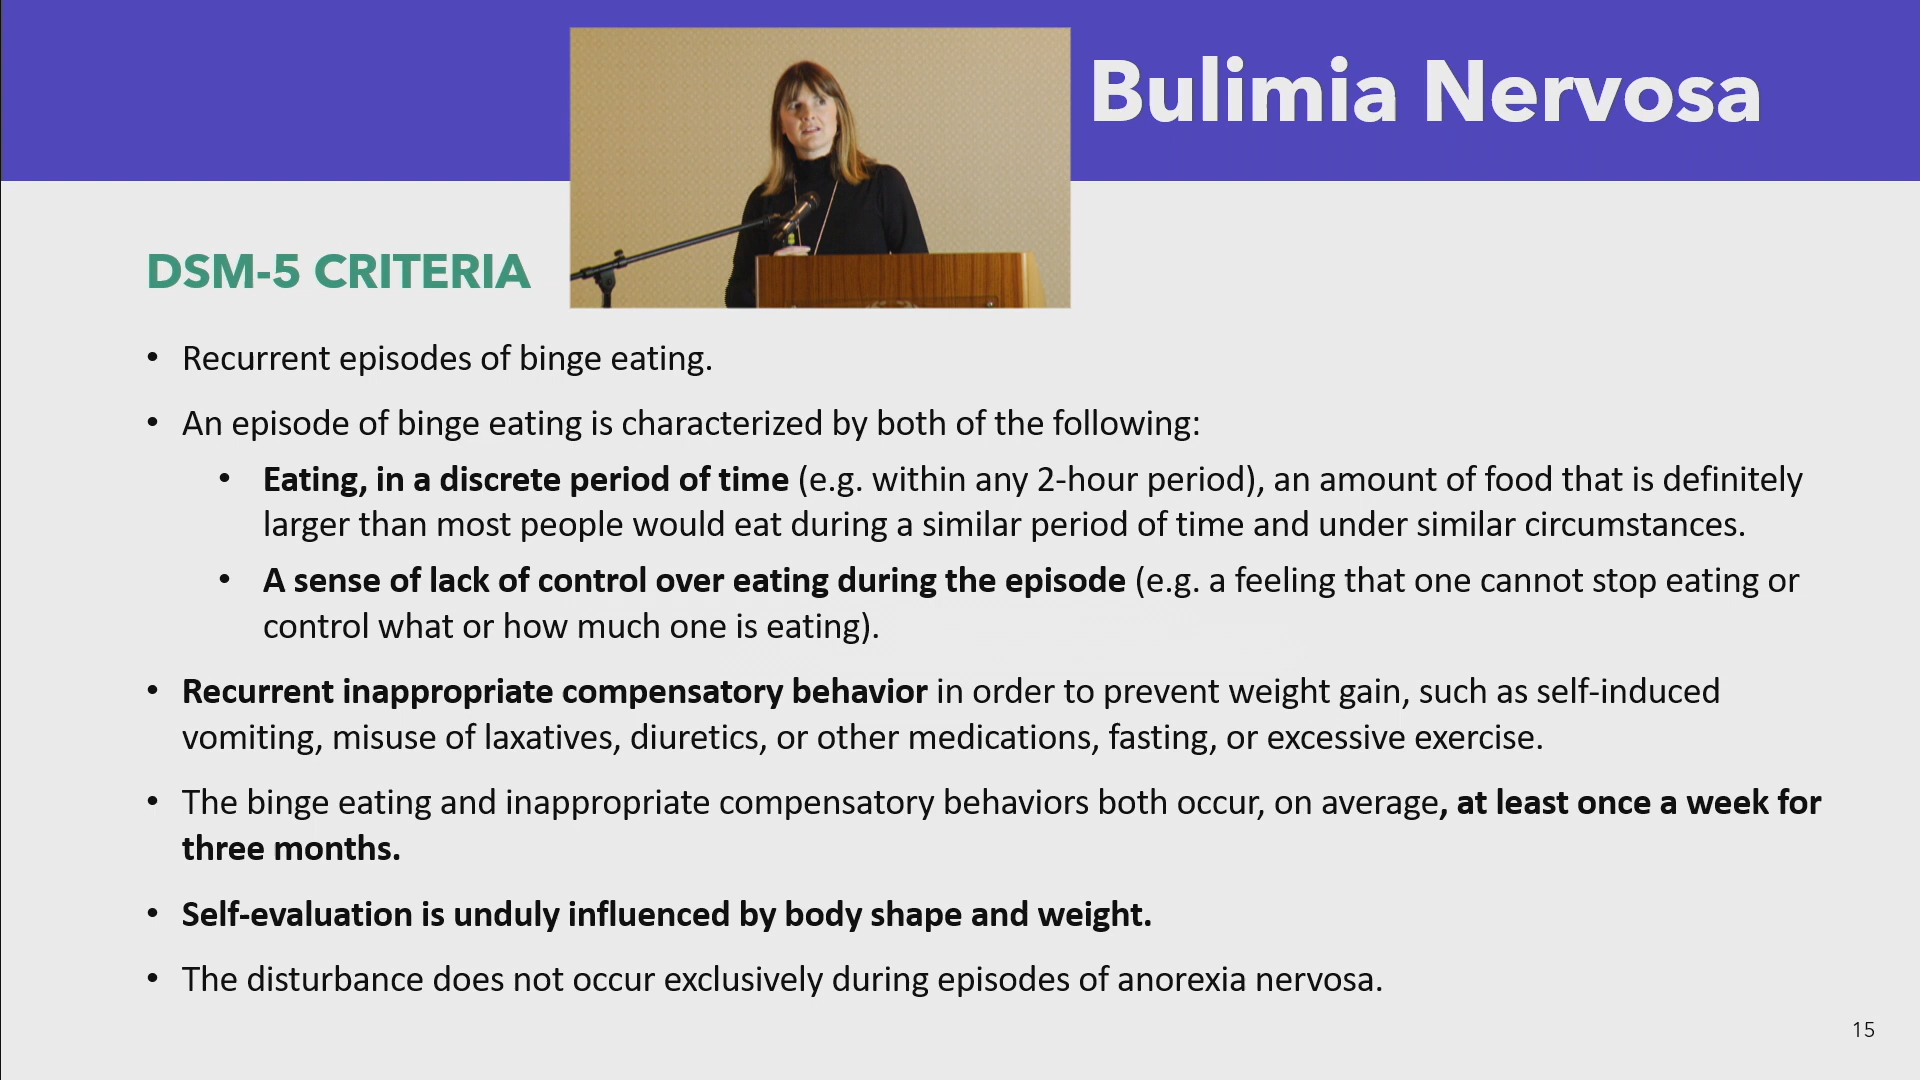 Bulimia Nervosa
DSM-5 CRITERIA
• Recurrent episodes of binge eating.
• An episode of binge eating is characterized by both of the following:
• Eating, in a discrete period of time (e.g. within any 2-hour period), an amount of food that is definitely
larger than most people would eat during a similar period of time and under similar circumstances.
• A sense of lack of control over eating during the episode (e.g. a feeling that one cannot stop eating or
control what or how much one is eating).
• Recurrent inappropriate compensatory behavior in order to prevent weight gain, such as self-induced
vomiting, misuse of laxatives, diuretics, or other medications, fasting, or excessive exercise.
• The binge eating and inappropriate compensatory behaviors both occur, on average, at least once a week for
three months.
• Self-evaluation is unduly influenced by body shape and weight.
• The disturbance does not occur exclusively during episodes of anorexia nervosa.
15